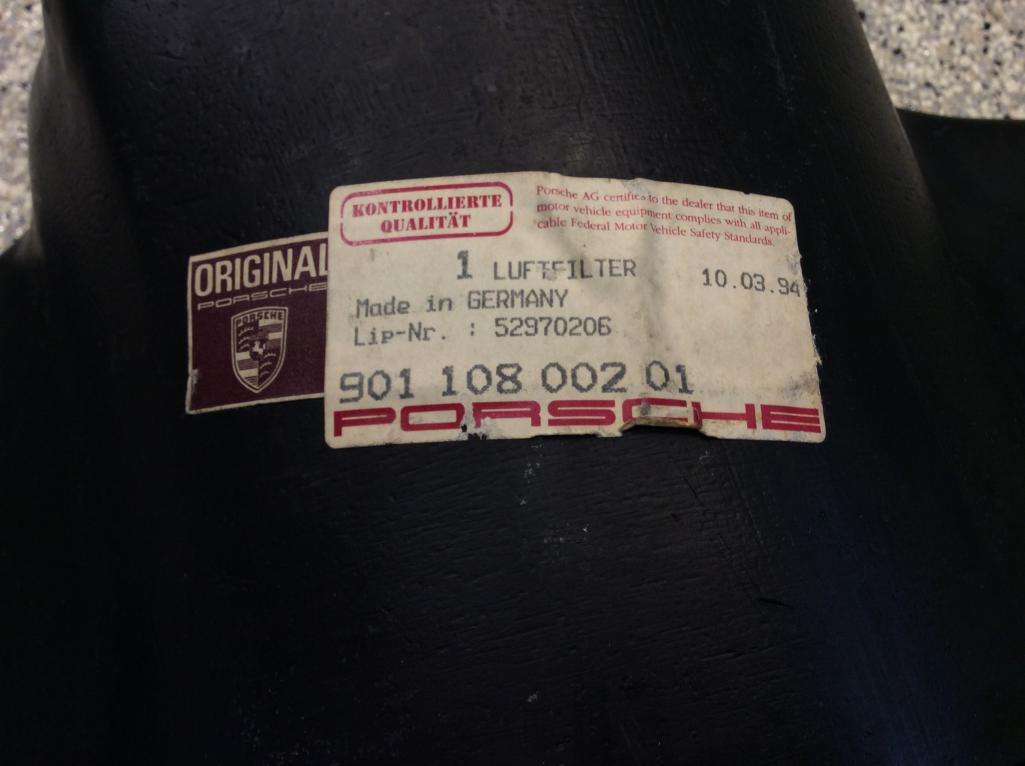 ORIGINAL
PORSCHE
PORSCHE
KONTROLLIERTE
QUALITÄT
Porsche AG certifies to the dealer that this item of
motor vehicle equipment complies with all appli-
cable Federal Motor Vehicle Safety Standards.
1 LUFTFILTER
10.03.94
Made in GERMANY
Lip-Nr. : 52970206
901 108 002 01
PORSCHE